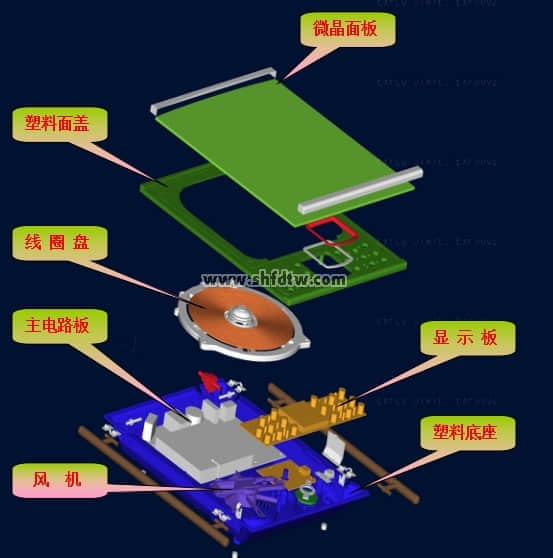 微晶面板
塑料面盖
线 圈 盘
www.shfdtw.com
主电路板
显 示 板
塑料底座
风 机